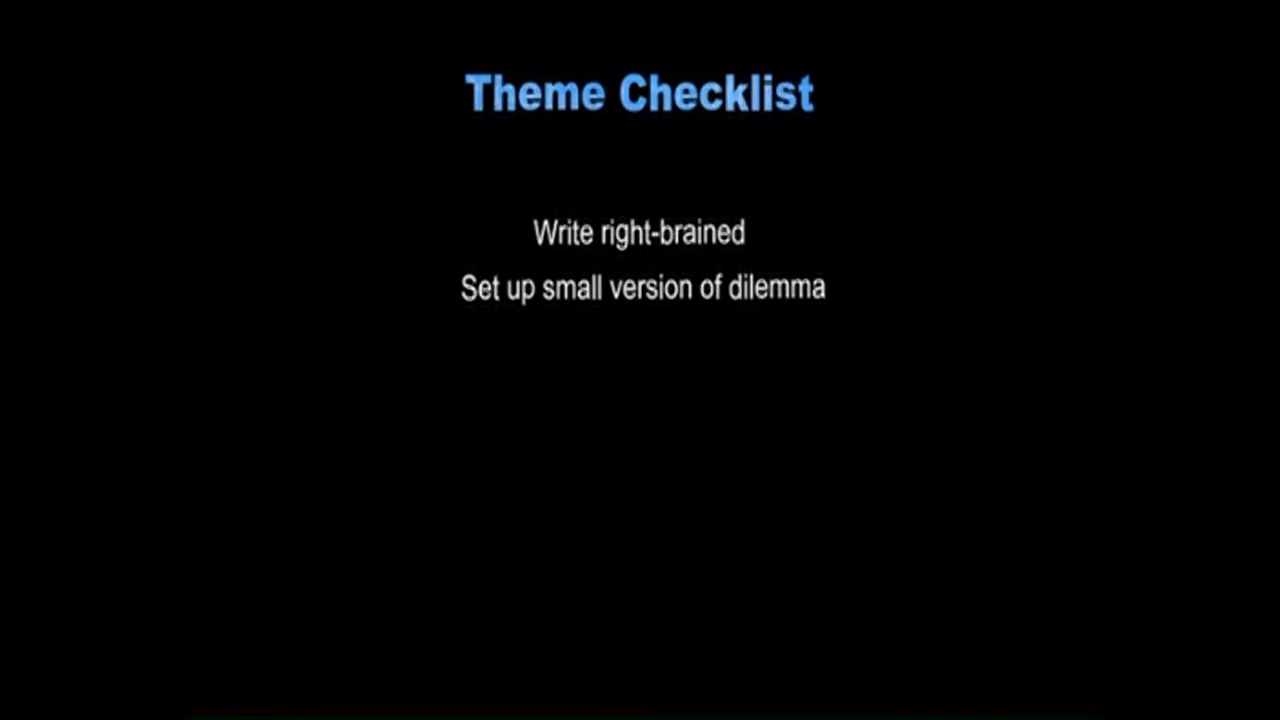 Theme Checklist
Write right-brained
Set up small version of dilemma